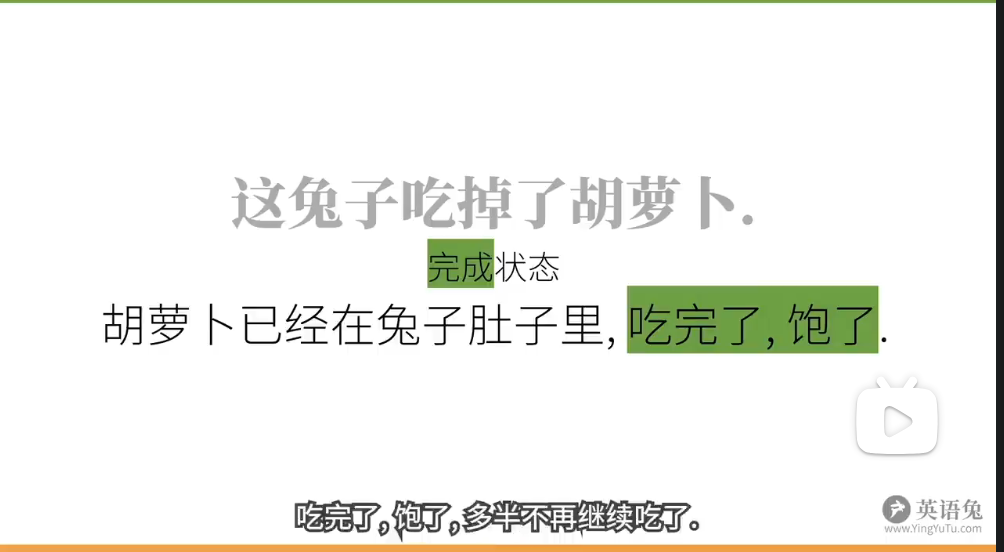 这兔子吃掉了胡萝卜.
完成状态
胡萝卜已经在兔子肚子里, 吃完了, 饱了.
吃完了, 饱了, 多半不再继续吃了.
英语兔
www.YingYuTu.com